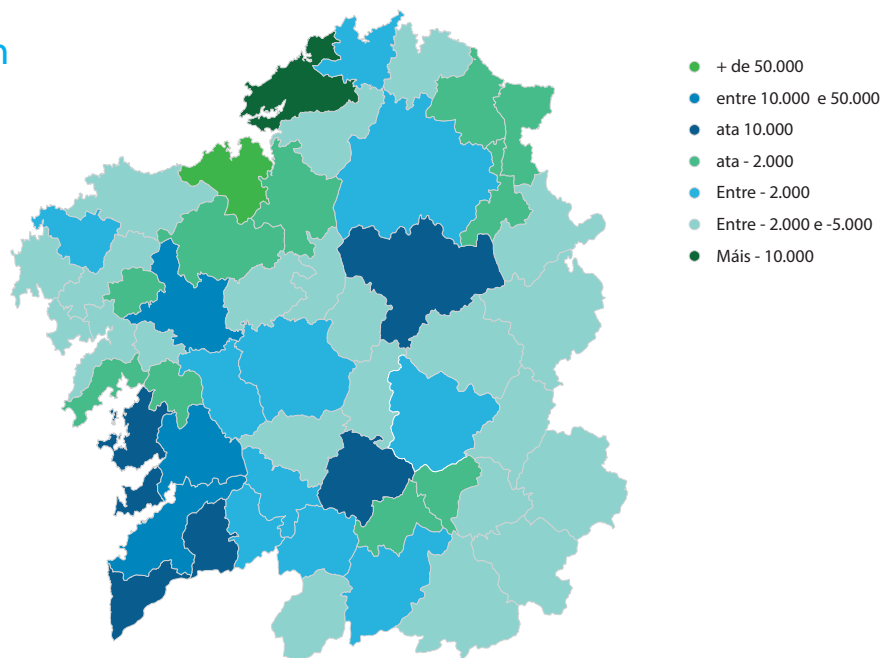 n
+ de 50.000
entre 10.000 e 50.000
ata 10.000
ata - 2.000
Entre - 2.000
Entre - 2.000 e -5.000
Máis - 10.000